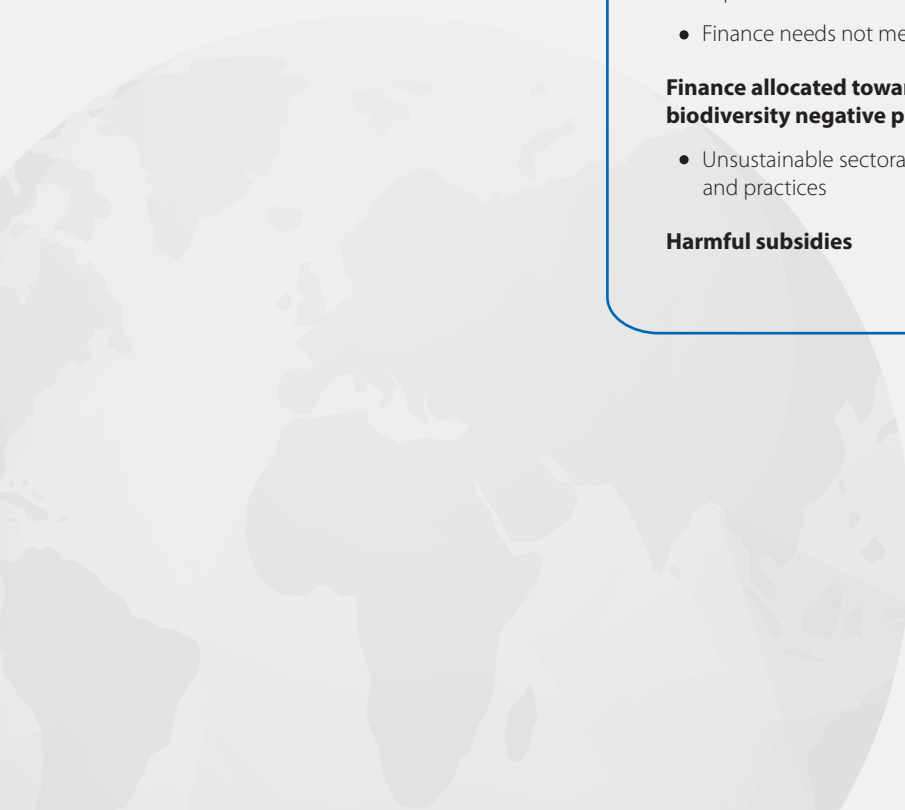 • Finance needs not me
Finance allocated towar
biodiversity negative p
• Unsustainable sectora
and practices
Harmful subsidies